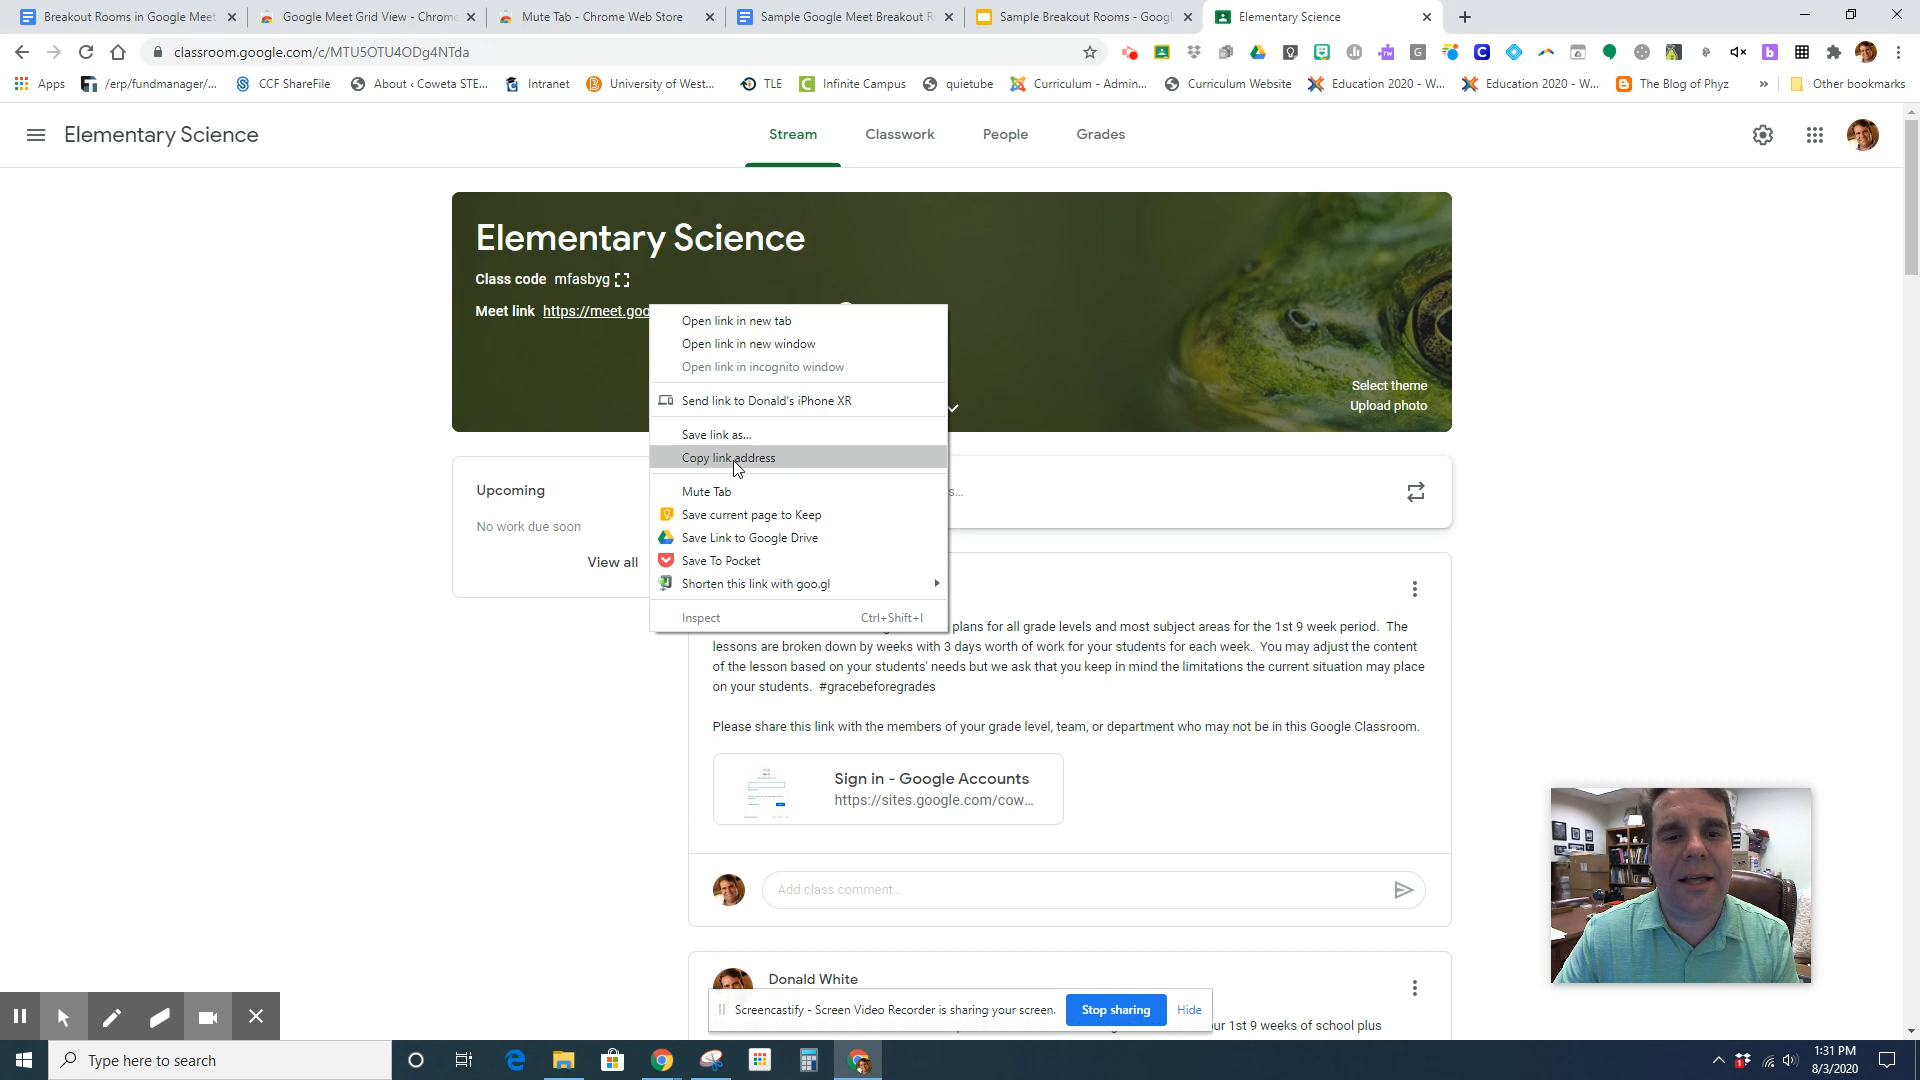 Breakout Rooms in Google Meet
Google Meet Grid View - Chrome
Mute Tab - Chrome Web Store
Sample Google Meet Breakout R
Sample Breakout Rooms - Googl
Elementary Science
classroom.google.com/c/MTU5OTU4ODg4NTda
Apps
/erp/fundmanager/...
CCF ShareFile
About ‹ Coweta STE...
Intranet
University of West...
TLE
Infinite Campus
quietube
Curriculum - Admin...
Curriculum Website
Education 2020 - W...
Education 2020 - W...
The Blog of Phyz
»
Other bookmarks
Elementary Science
Stream
Classwork
People
Grades
Elementary Science
Class code mfasbyg
Meet link https://meet.goo
Select theme
Upload photo
Open link in new tab
Open link in new window
Open link in incognito window
Send link to Donald's iPhone XR
Save link as...
Copy link address
Mute Tab
Save current page to Keep
Save Link to Google Drive
Save To Pocket
Shorten this link with goo.gl
Inspect Ctrl+Shift+I
Upcoming
No work due soon
View all
s...
plans for all grade levels and most subject areas for the 1st 9 week period. The
lessons are broken down by weeks with 3 days worth of work for your students for each week. You may adjust the content
of the lesson based on your students' needs but we ask that you keep in mind the limitations the current situation may place
on your students. #gracebeforegrades
Please share this link with the members of your grade level, team, or department who may not be in this Google Classroom.
Sign in - Google Accounts
https://sites.google.com/cow...
Add class comment...
Donald White
Screencastify - Screen Video Recorder is sharing your screen.
Stop sharing
Hide
ur 1st 9 weeks of school plus
Type here to search
1:31 PM
8/3/2020